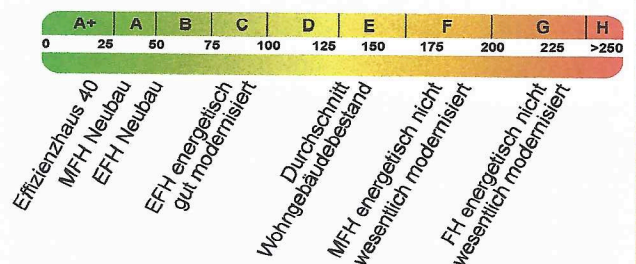 A+ A B C D E F G H
0 25 50 75 100 125 150 175 200 225 >250
Effizienzhaus 40
MFH Neubau
EFH Neubau
EFH energetisch
gut modernisiert
Durchschnitt
Wohngebäudebestand
MFH energetisch nicht
wesentlich modernisiert
FH energetisch nicht
wesentlich modernisiert